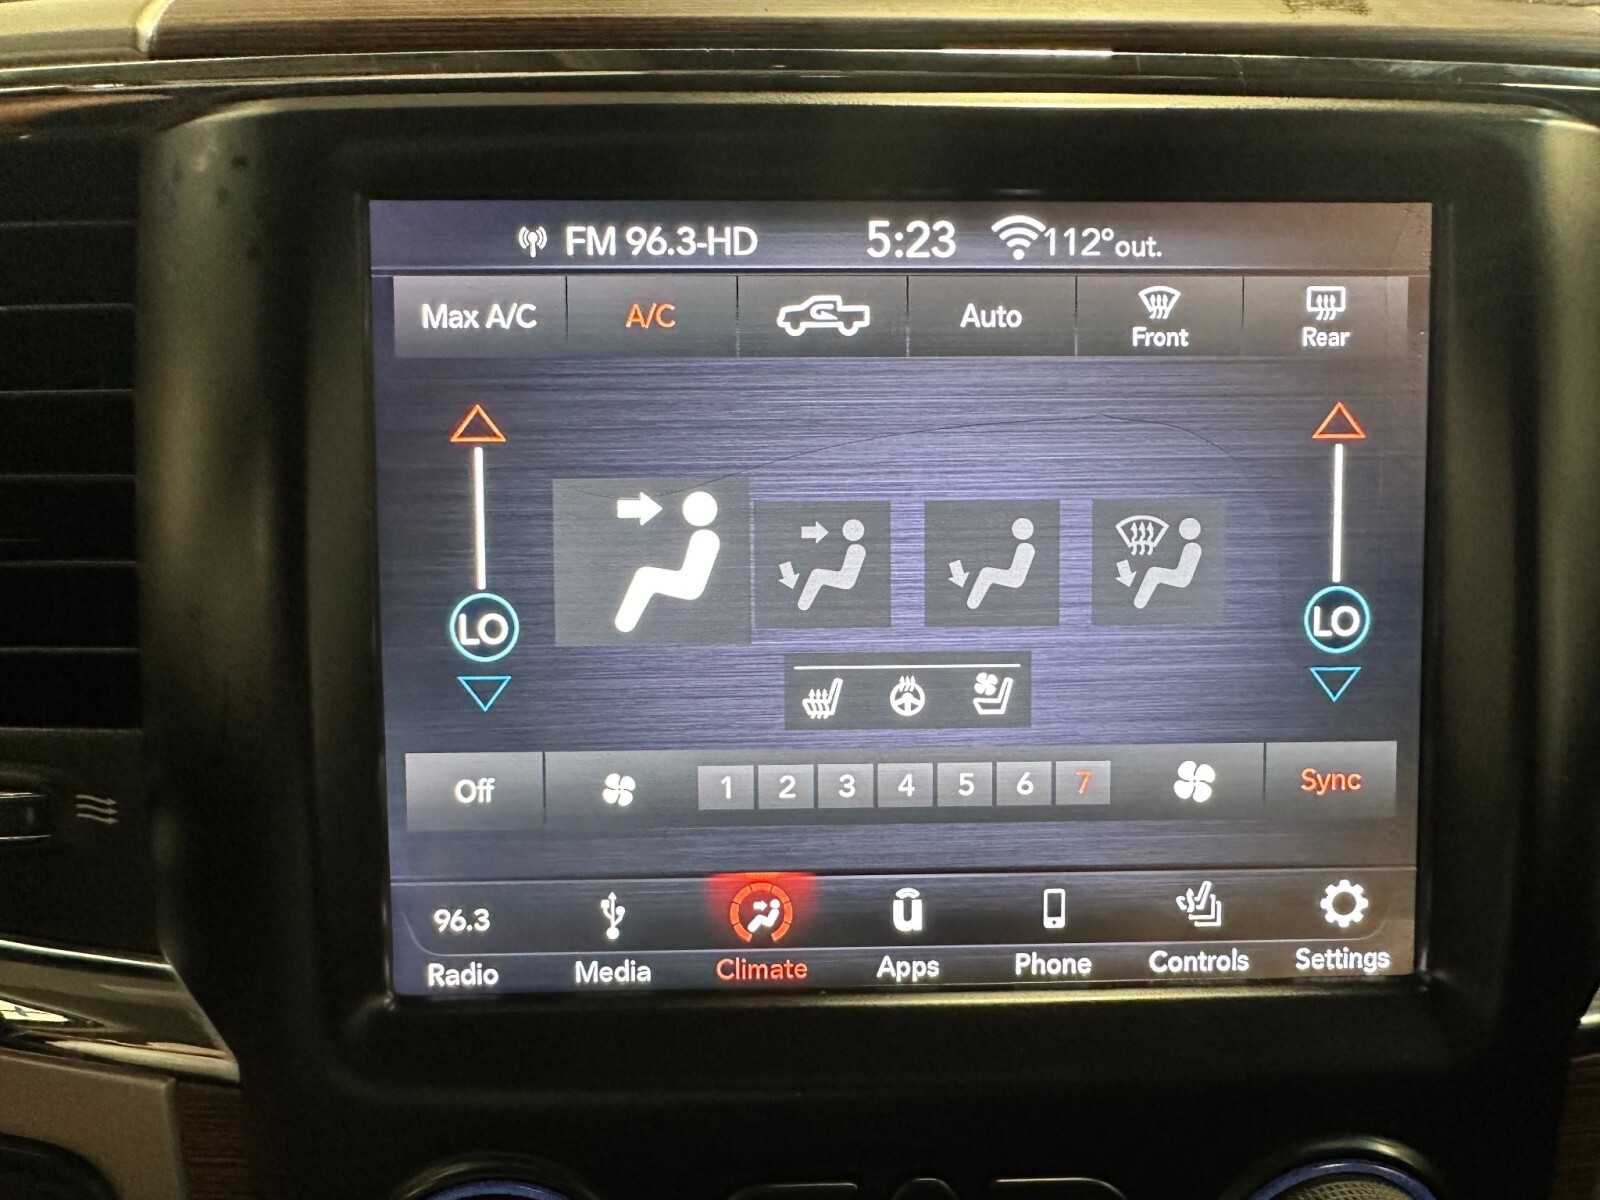 FM 96.3-HD 5:23 112°out.
Max A/C A/C Auto Front Rear
LO LO
Off 1 2 3 4 5 6 7 Sync
96.3
Radio Media Climate Apps Phone Controls Settings